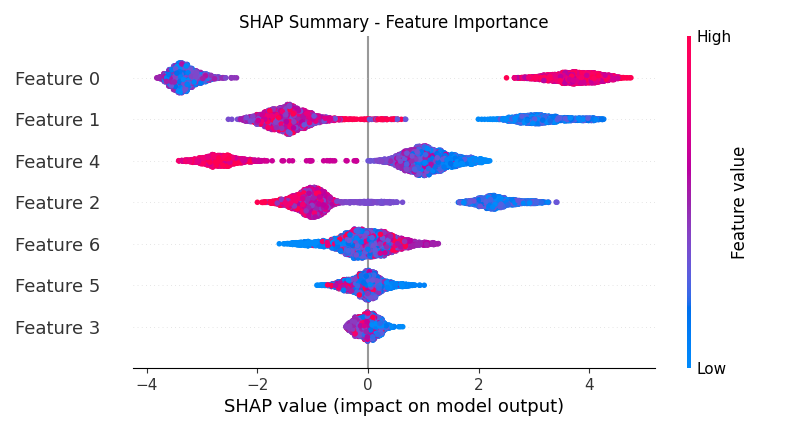 SHAP Summary - Feature Importance
High
Feature 0
Feature 1
Feature 4
Feature 2
Feature 6
Feature 5
Feature 3
Feature value
Low
−4 −2 0 2 4
SHAP value (impact on model output)